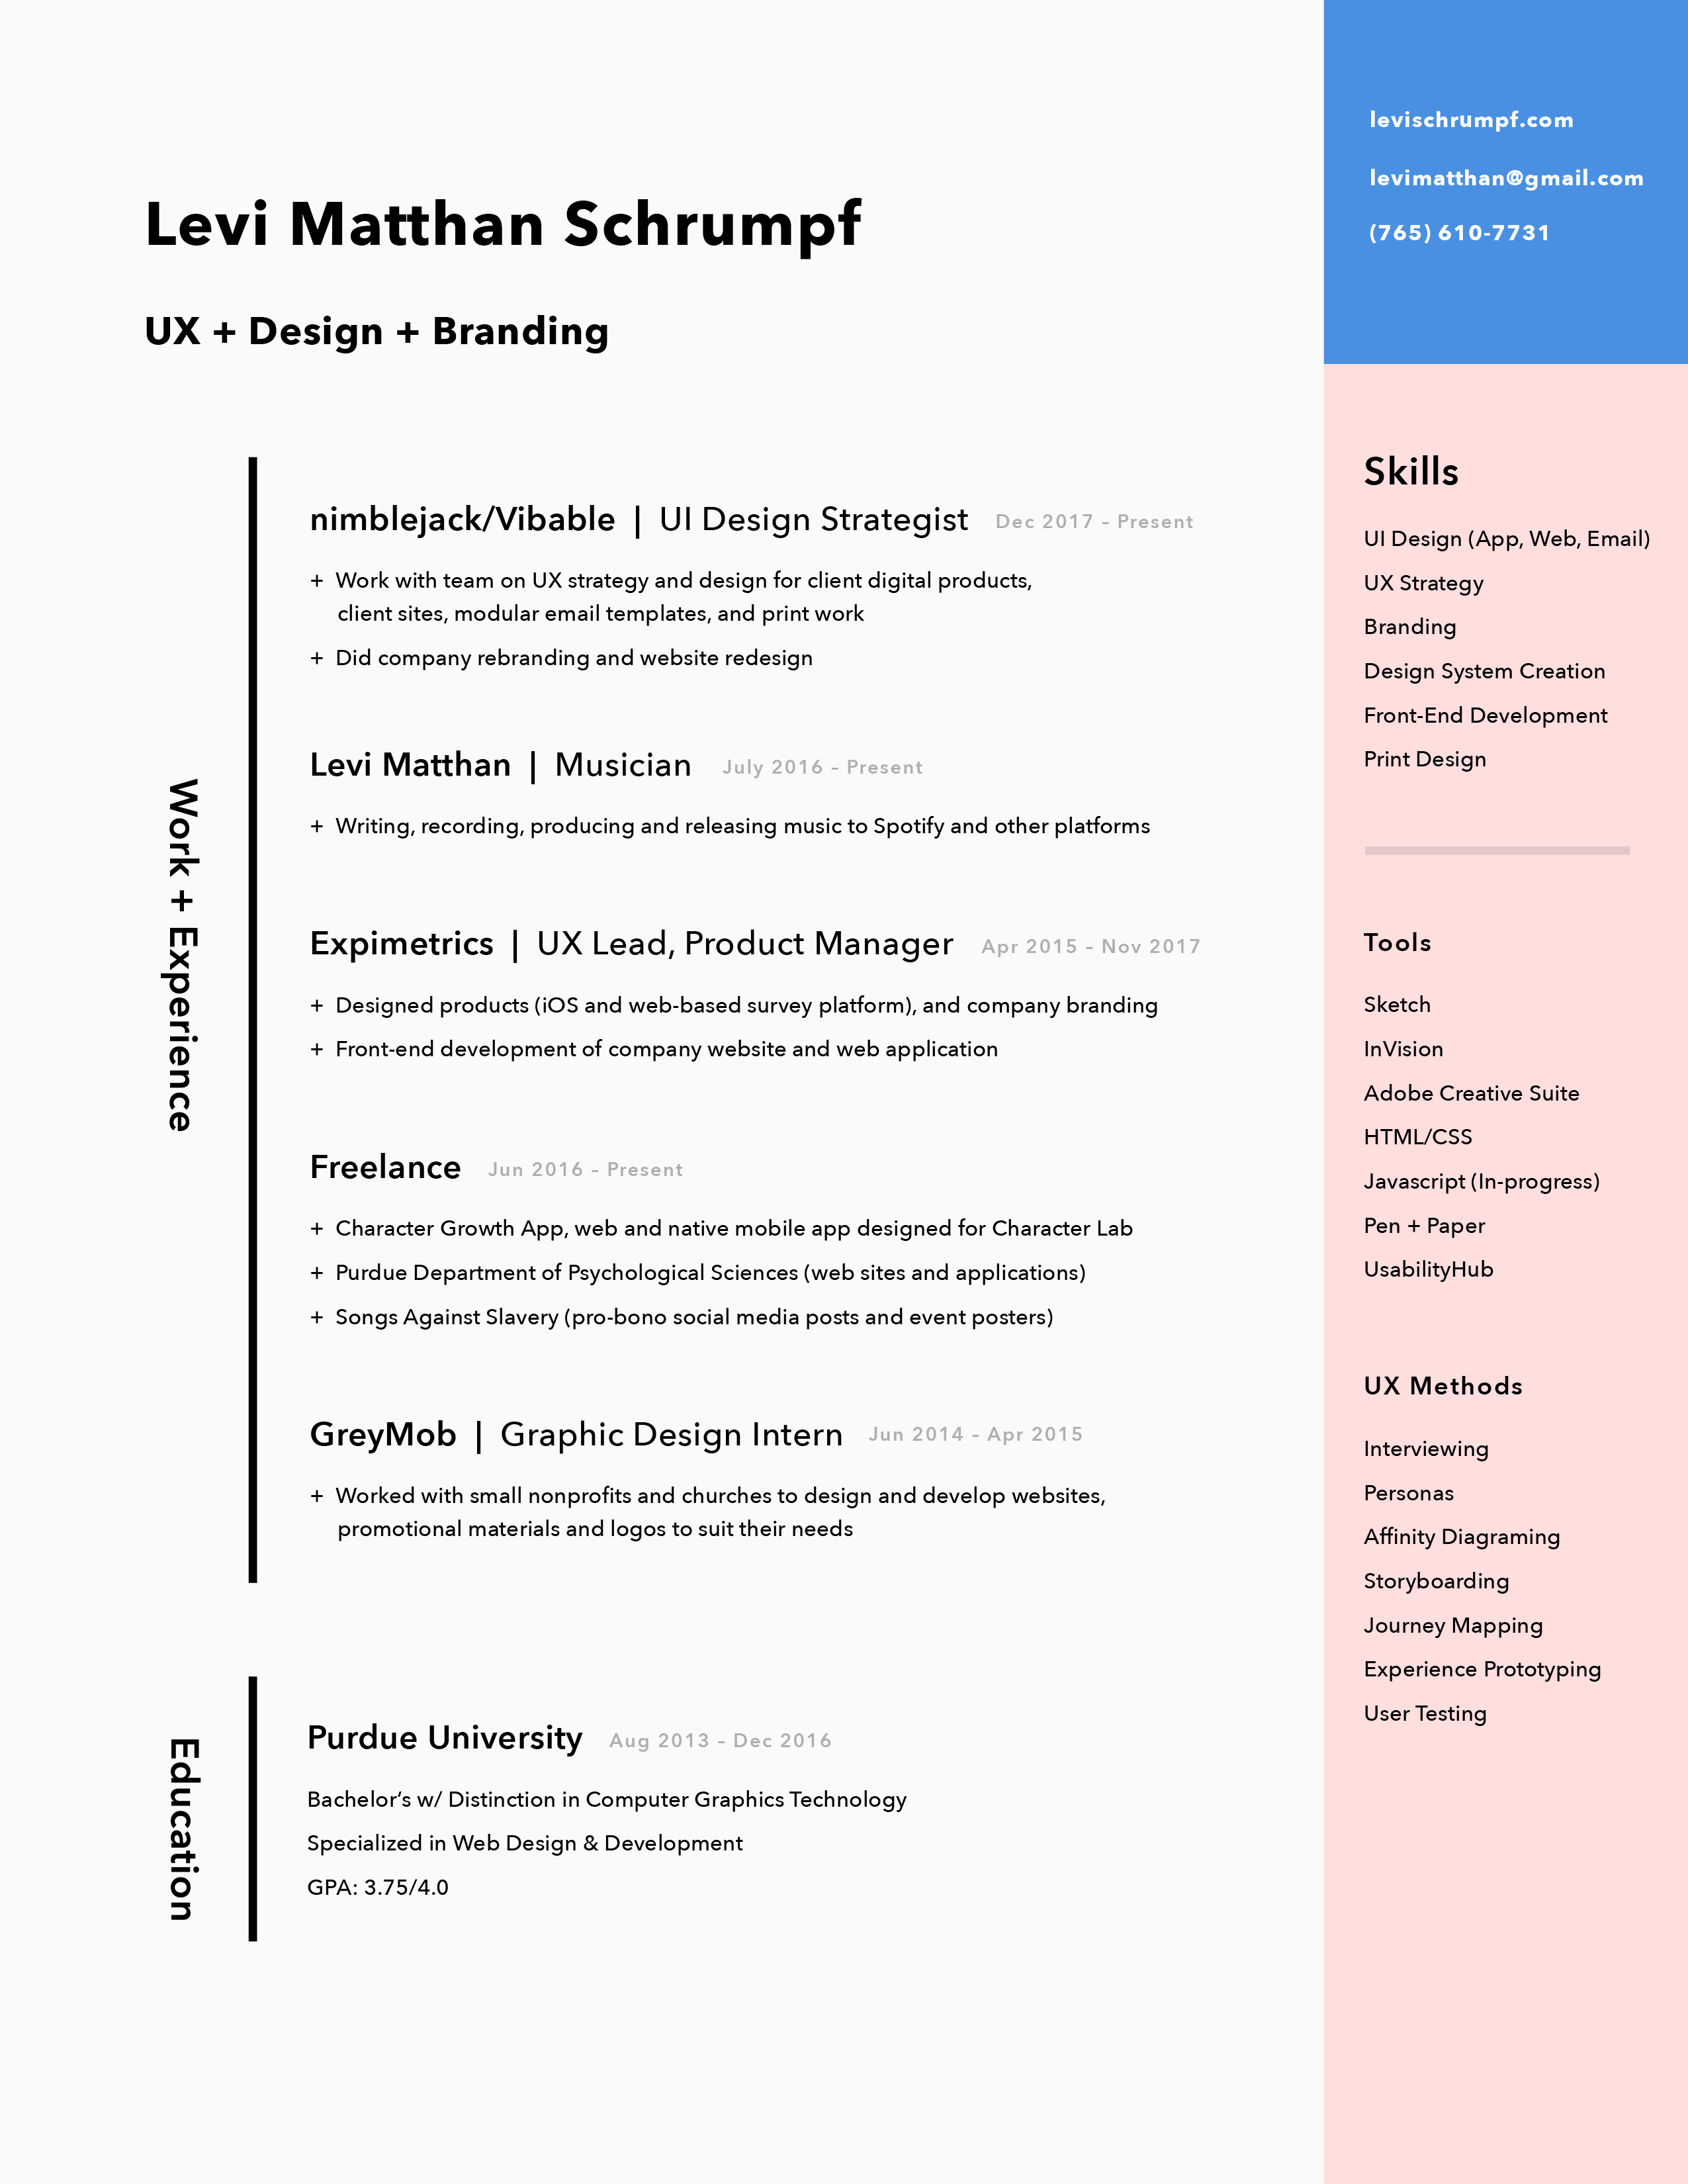 Levi Matthan Schrumpf
UX + Design + Branding
levischrumpf.com
levimatthan@gmail.com
(765) 610-7731
Work + Experience
nimblejack/Vibable | UI Design Strategist Dec 2017 – Present
+ Work with team on UX strategy and design for client digital products,
client sites, modular email templates, and print work
+ Did company rebranding and website redesign
Levi Matthan | Musician July 2016 – Present
+ Writing, recording, producing and releasing music to Spotify and other platforms
Expimetrics | UX Lead, Product Manager Apr 2015 – Nov 2017
+ Designed products (iOS and web-based survey platform), and company branding
+ Front-end development of company website and web application
Freelance Jun 2016 – Present
+ Character Growth App, web and native mobile app designed for Character Lab
+ Purdue Department of Psychological Sciences (web sites and applications)
+ Songs Against Slavery (pro-bono social media posts and event posters)
GreyMob | Graphic Design Intern Jun 2014 – Apr 2015
+ Worked with small nonprofits and churches to design and develop websites,
promotional materials and logos to suit their needs
Education
Purdue University Aug 2013 – Dec 2016
Bachelor’s w/ Distinction in Computer Graphics Technology
Specialized in Web Design & Development
GPA: 3.75/4.0
Skills
UI Design (App, Web, Email)
UX Strategy
Branding
Design System Creation
Front-End Development
Print Design
Tools
Sketch
InVision
Adobe Creative Suite
HTML/CSS
Javascript (In-progress)
Pen + Paper
UsabilityHub
UX Methods
Interviewing
Personas
Affinity Diagraming
Storyboarding
Journey Mapping
Experience Prototyping
User Testing